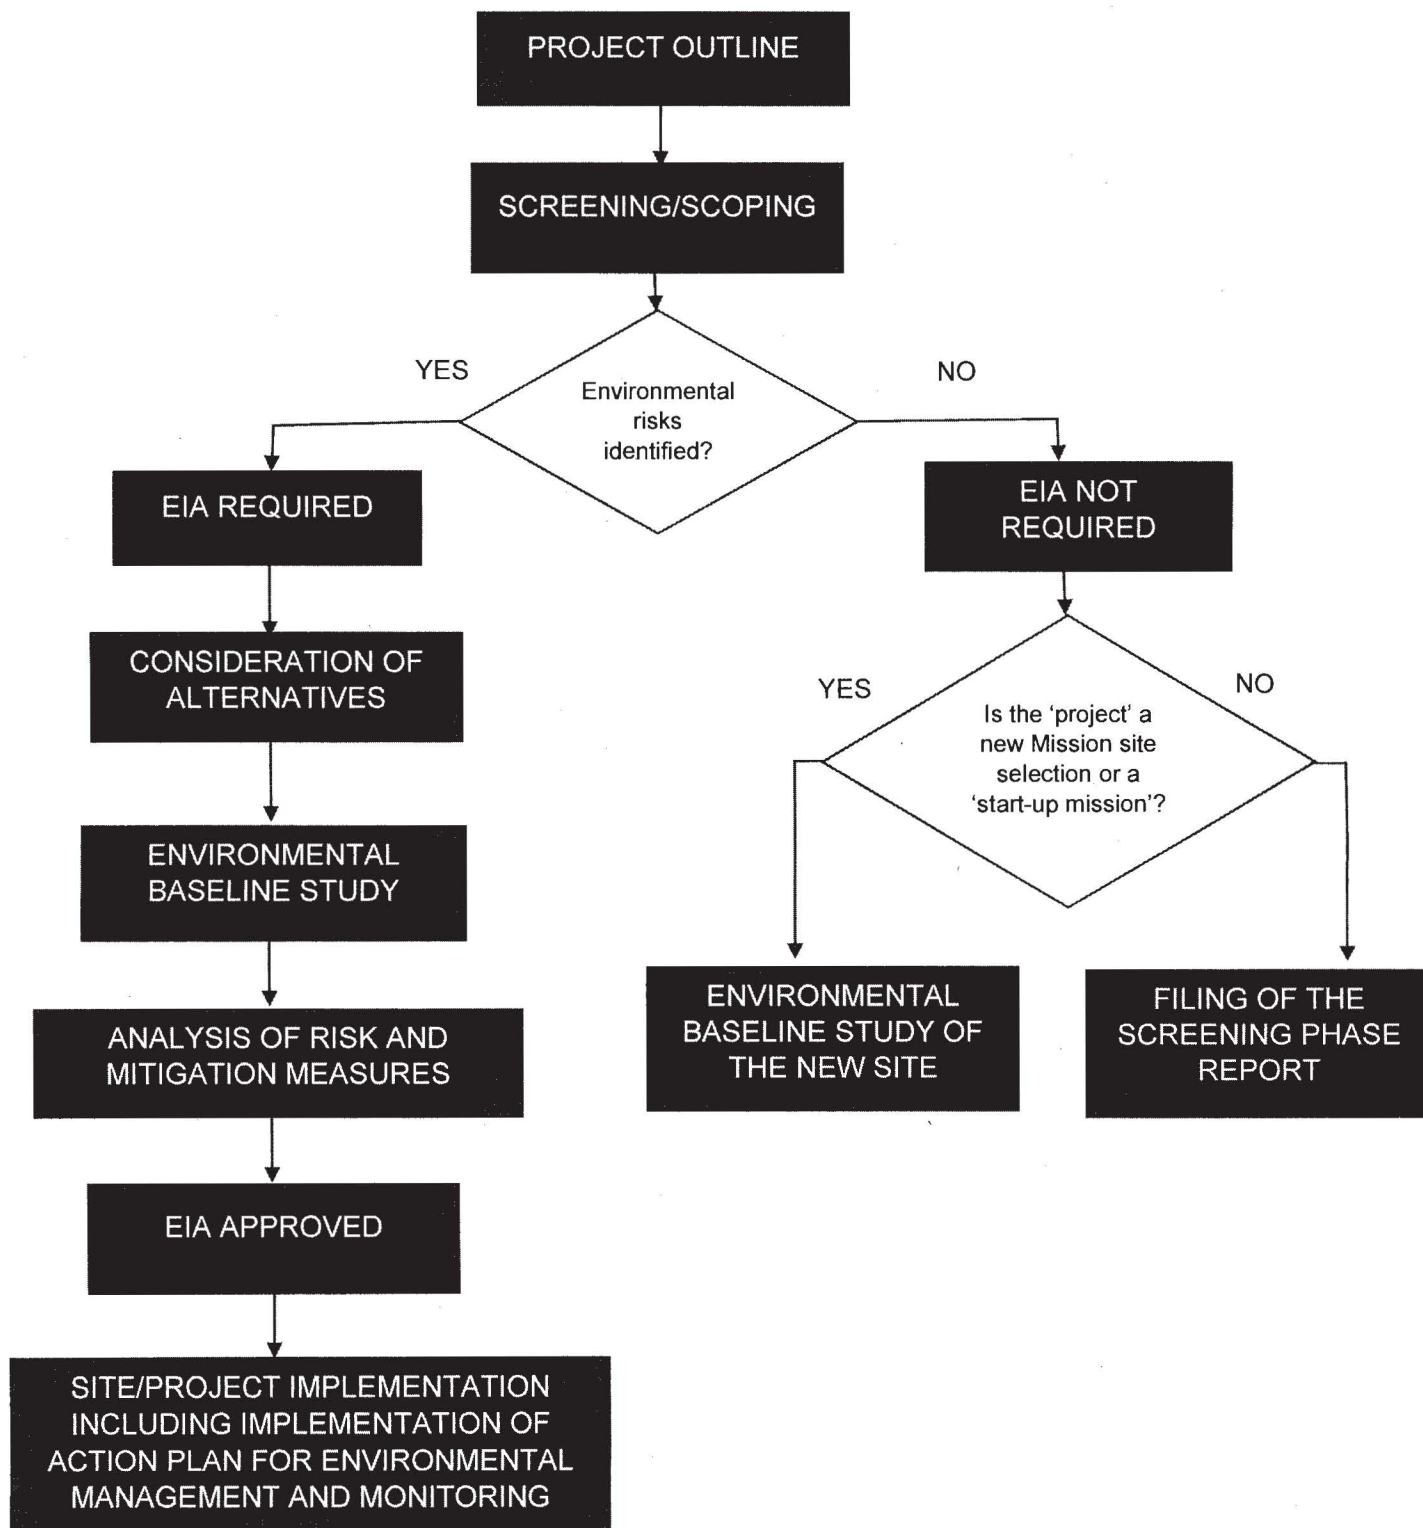 PROJECT OUTLINE
SCREENING/SCOPING
YES
NO
Environmental
risks
identified?
EIA REQUIRED
EIA NOT
REQUIRED
CONSIDERATION OF
ALTERNATIVES
YES
NO
Is the ‘project’ a
new Mission site
selection or a
‘start-up mission’?
ENVIRONMENTAL
BASELINE STUDY
ENVIRONMENTAL
BASELINE STUDY OF
THE NEW SITE
FILING OF THE
SCREENING PHASE
REPORT
ANALYSIS OF RISK AND
MITIGATION MEASURES
EIA APPROVED
SITE/PROJECT IMPLEMENTATION
INCLUDING IMPLEMENTATION OF
ACTION PLAN FOR ENVIRONMENTAL
MANAGEMENT AND MONITORING